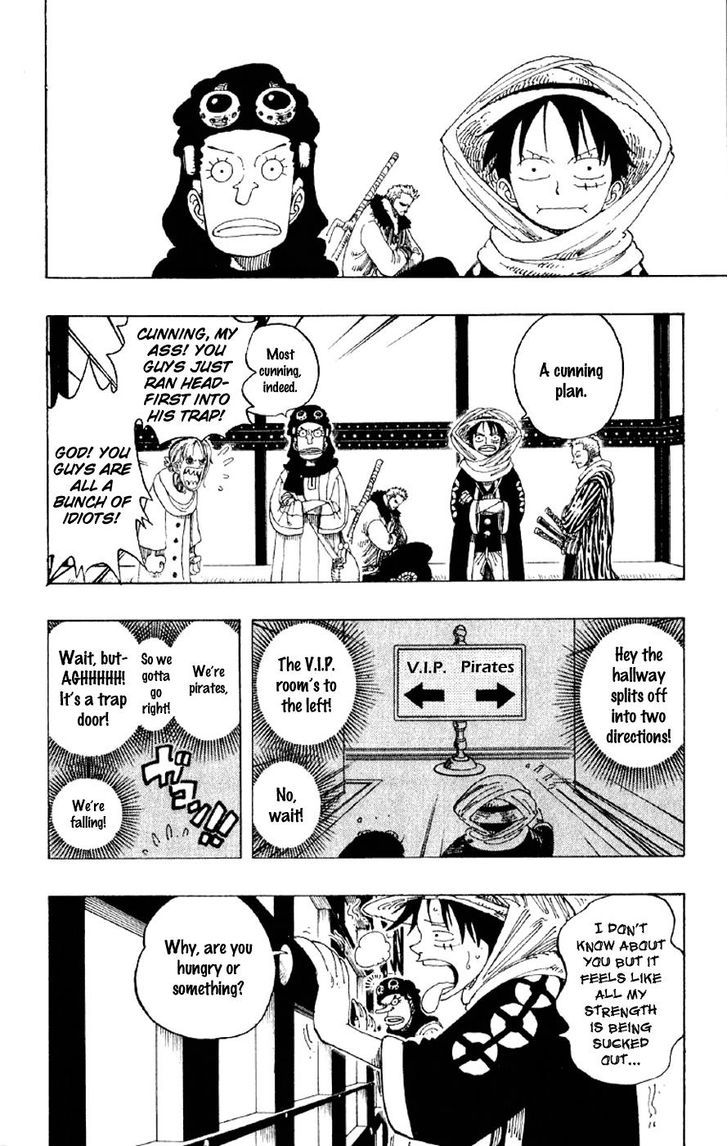 A cunning
plan.
Most
cunning,
indeed.
CUNNING, MY
ASS! YOU
GUYS JUST
RAN HEAD-
FIRST INTO
HIS TRAP!
GOD! YOU
GUYS ARE
ALL A
BUNCH OF
IDIOTS!
Hey the
hallway
splits off
into two
directions!
V.I.P. Pirates
The V.I.P.
room's to
the left!
No,
wait!
We're
pirates,
So we
gotta
go
right!
Wait, but-
AGHHHHH!
It's a trap
door!
We're
falling!
I DON'T
KNOW ABOUT
YOU BUT IT
FEELS LIKE
ALL MY
STRENGTH
IS BEING
SUCKED
OUT...
Why, are you
hungry or
something?